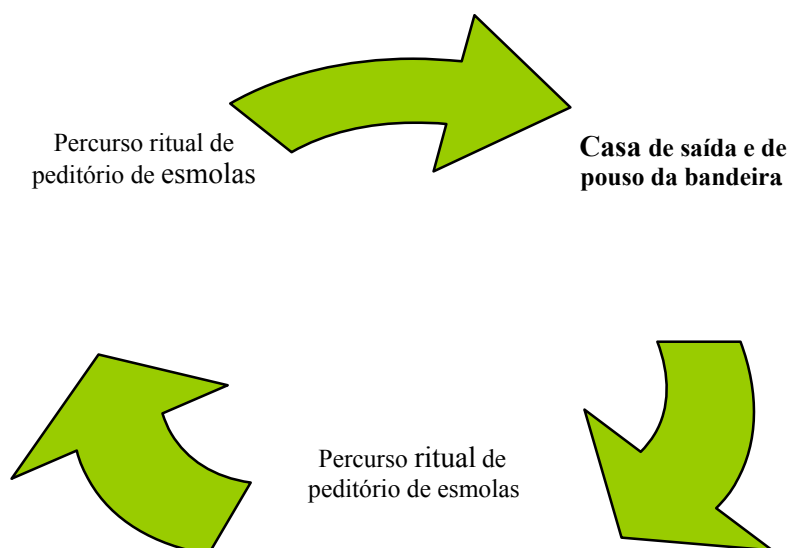 Percurso ritual de
peditório de esmolas
Casa de saída e de
pouso da bandeira
Percurso ritual de
peditório de esmolas